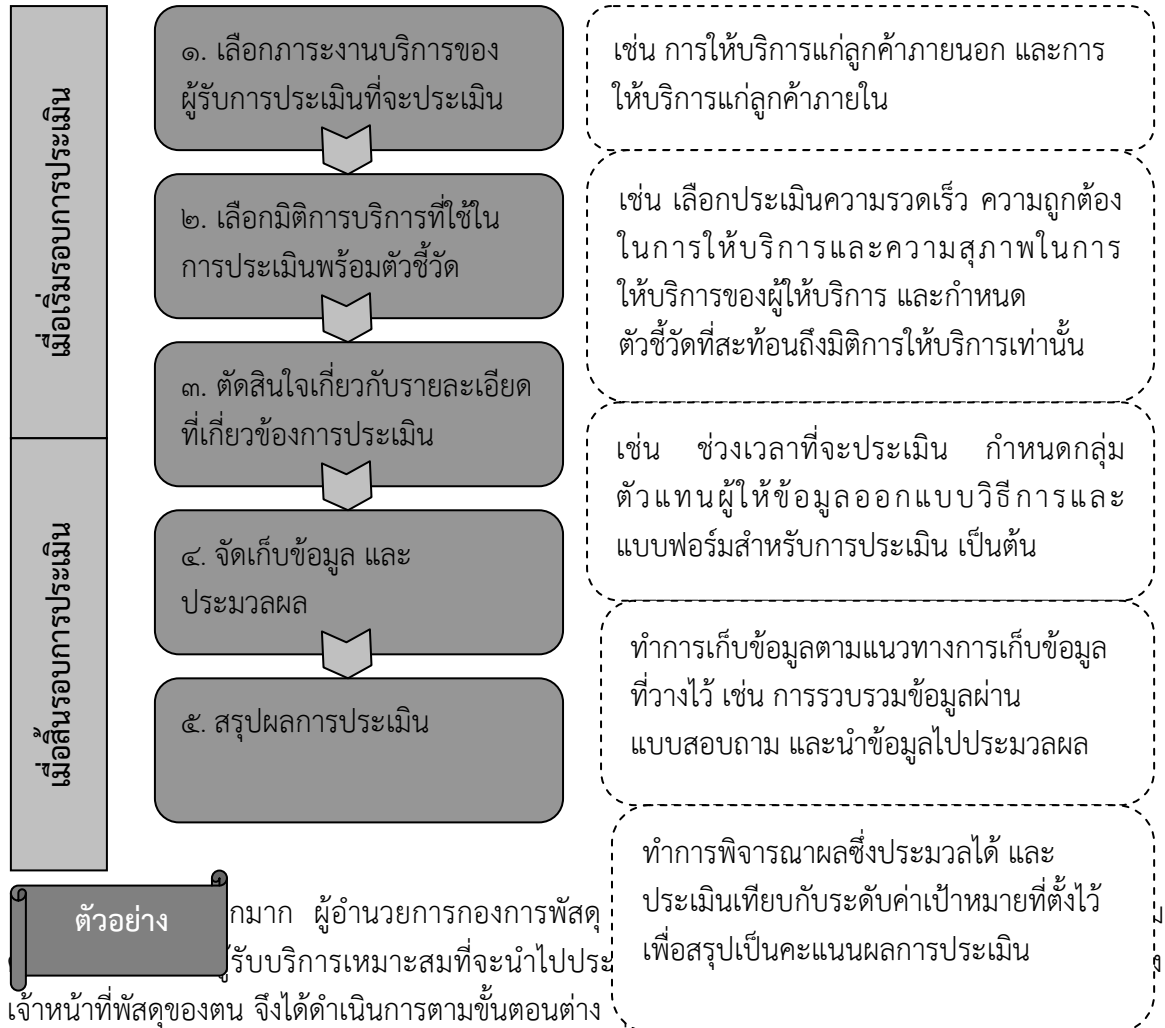 เมื่อเริ่มรอบการประเมิน
๑. เลือกภาระงานบริการของ
ผู้รับการประเมินที่จะประเมิน
เช่น การให้บริการแก่ลูกค้าภายนอก และการ
ให้บริการแก่ลูกค้าภายใน
๒. เลือกมิติการบริการที่ใช้ใน
การประเมินพร้อมตัวชี้วัด
เช่น เลือกประเมินความรวดเร็ว ความถูกต้อง
ในการให้บริการและความสุภาพในการ
ให้บริการของผู้ให้บริการ และกำหนด
ตัวชี้วัดที่สะท้อนถึงมิติการให้บริการเท่านั้น
๓. ตัดสินใจเกี่ยวกับรายละเอียด
ที่เกี่ยวข้องการประเมิน
เช่น ช่วงเวลาที่จะประเมิน กำหนดกลุ่ม
ตัวแทนผู้ให้ข้อมูลออกแบบวิธีการและ
แบบฟอร์มสำหรับการประเมิน เป็นต้น
เมื่อสิ้นรอบการประเมิน
๔. จัดเก็บข้อมูล และ
ประมวลผล
ทำการเก็บข้อมูลตามแนวทางการเก็บข้อมูล
ที่วางไว้ เช่น การรวบรวมข้อมูลผ่าน
แบบสอบถาม และนำข้อมูลไปประมวลผล
๕. สรุปผลการประเมิน
ทำการพิจารณาผลซึ่งประมวลได้ และ
ประเมินเทียบกับระดับค่าเป้าหมายที่ตั้งไว้
เพื่อสรุปเป็นคะแนนผลการประเมิน
ตัวอย่าง
กมาก ผู้อำนวยการกองการพัสดุ
รับบริการเหมาะสมที่จะนำไปประ
เจ้าหน้าที่พัสดุของตน จึงได้ดำเนินการตามขั้นตอนต่าง